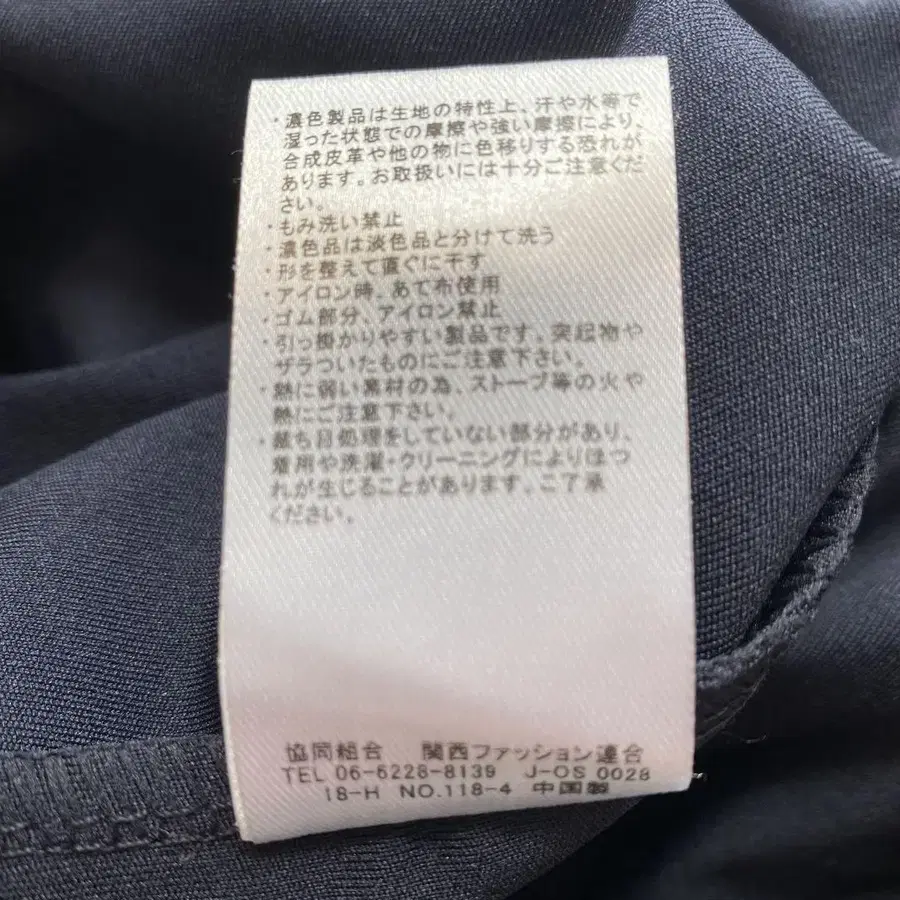 ・濃色製品は生地の特性上、汗や水等で
湿った状態での摩擦や強い摩擦により、
合成皮革や他の物に色移りする恐れが
あります。お取扱いには十分ご注意くだ
さい。
・もみ洗い禁止
・濃色品は淡色品と分けて洗う
・形を整えて直ぐに干す
・アイロン時、あて布使用
・ゴム部分、アイロン禁止
・引っ掛かりやすい製品です。突起物や
ザラついたものにご注意下さい。
・熱に弱い素材の為、ストーブ等の火や
熱にご注意下さい。
・落ち目処理をしていない部分があり、
着用や洗濯・クリーニングによりほつ
れが生じることがあります。ご了承
ください。
協同組合 関西ファッション連合
TEL 06-6228-8139 J-OS 0028
18-H NO.118-4 中国製